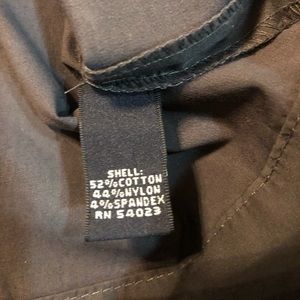 SHELL:
52%COTTON
44%NYLON
4%SPANDEX
RN 54023